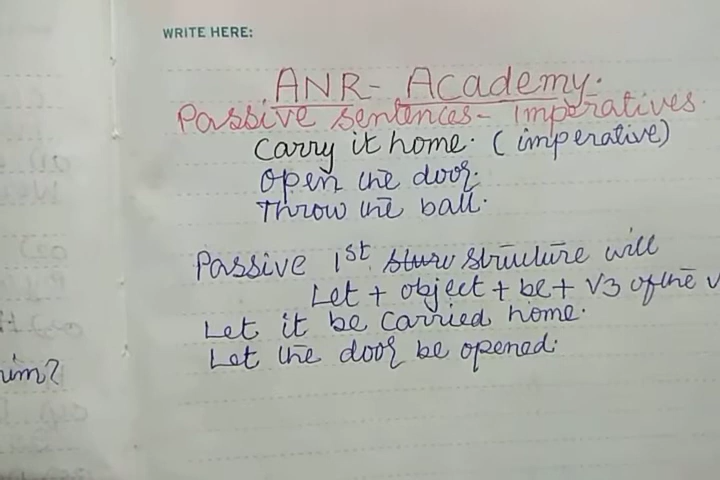 WRITE HERE:
ANR- Academy.
Passive sentences - Imperatives.
Carry it home. (imperative)
Open the door.
Throw the ball.
Passive 1st structure will
Let + object + be + V3 of the v
Let it be carried home.
Let the door be opened.
him?